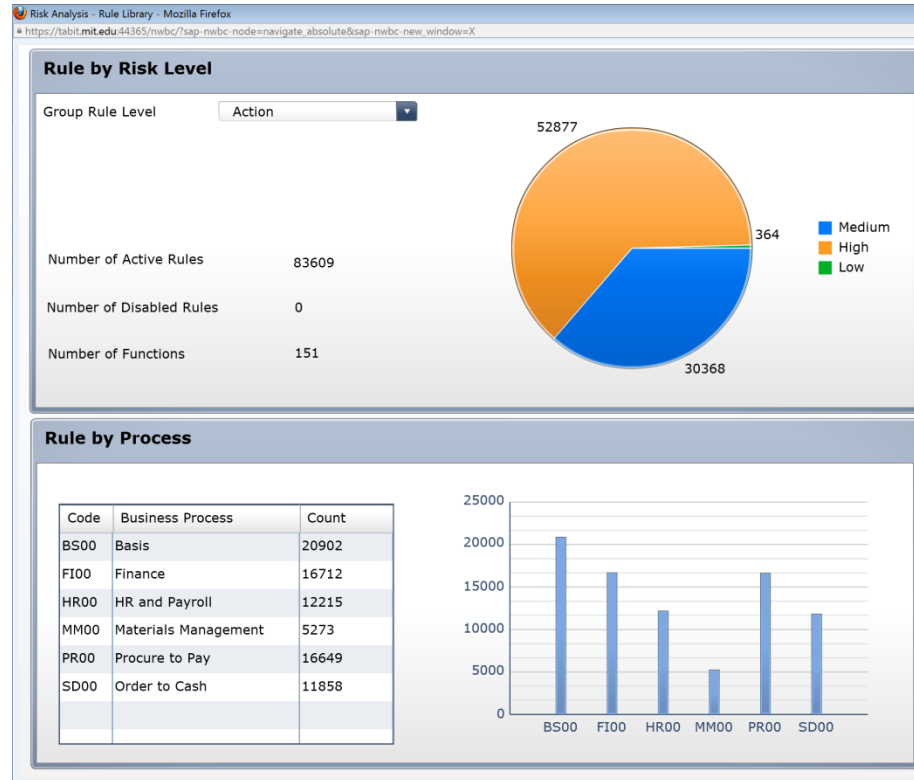 Risk Analysis - Rule Library - Mozilla Firefox
https://tabit.mit.edu:44365/nwbc/?sap-nwbc-node=navigate_absolute&sap-nwbc-new_window=X
Rule by Risk Level
Group Rule Level Action
52877
364
Medium
High
Low
Number of Active Rules 83609
Number of Disabled Rules 0
Number of Functions 151
30368
Rule by Process
Code Business Process Count
BS00 Basis 20902
FI00 Finance 16712
HR00 HR and Payroll 12215
MM00 Materials Management 5273
PR00 Procure to Pay 16649
SD00 Order to Cash 11858
25000
20000
15000
10000
5000
0
BS00 FI00 HR00 MM00 PR00 SD00